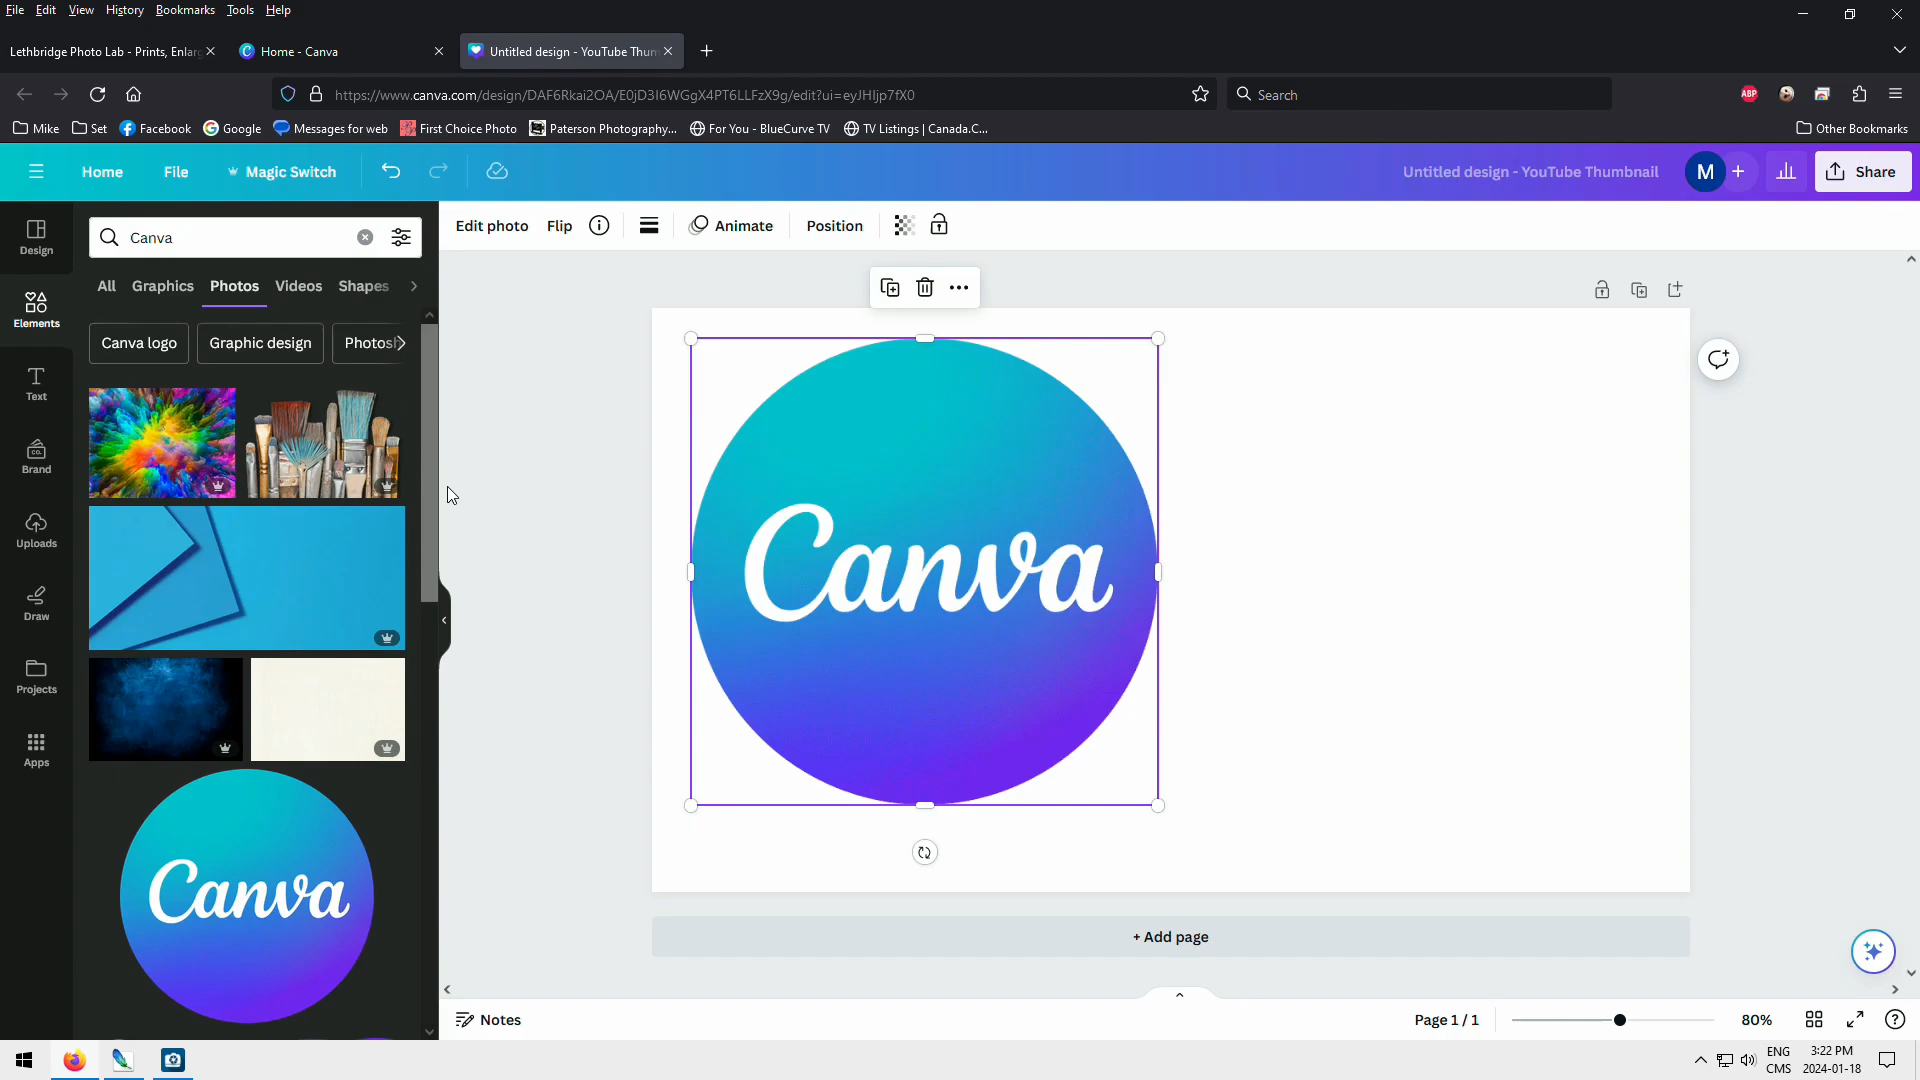 File Edit View History Bookmarks Tools Help
Lethbridge Photo Lab - Prints, Enlar
Home - Canva
Untitled design - YouTube Thum
https://www.canva.com/design/DAF6Rkai2OA/E0jD3I6WGgX4PT6LLFzX9g/edit?ui=eyJHIjp7fX0
Search
ABP
Mike Set Facebook Google Messages for web First Choice Photo Paterson Photography... For You - BlueCurve TV TV Listings | Canada.C... Other Bookmarks
Home File Magic Switch Untitled design - YouTube Thumbnail M Share
Design
Elements
Text
Brand
Uploads
Draw
Projects
Apps
Canva
All Graphics Photos Videos Shapes
Canva logo Graphic design Photosh
Canva
Edit photo Flip Animate Position
Canva
+ Add page
Notes
Page 1 / 1 80%
ENG
CMS
3:22 PM
2024-01-18